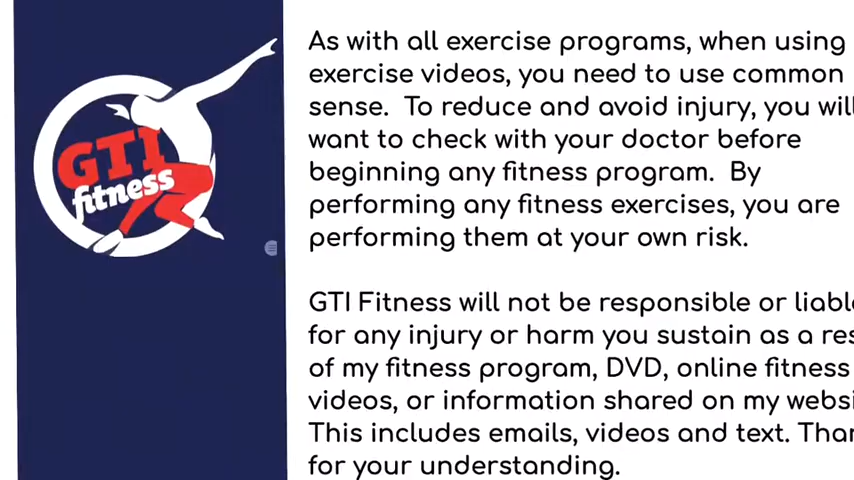 GTI
fitness
As with all exercise programs, when using
exercise videos, you need to use common
sense. To reduce and avoid injury, you will
want to check with your doctor before
beginning any fitness program. By
performing any fitness exercises, you are
performing them at your own risk.
GTI Fitness will not be responsible or liable
for any injury or harm you sustain as a
of my fitness program, DVD, online fitness
videos, or information shared on my
This includes emails, videos and text.
for your understanding.